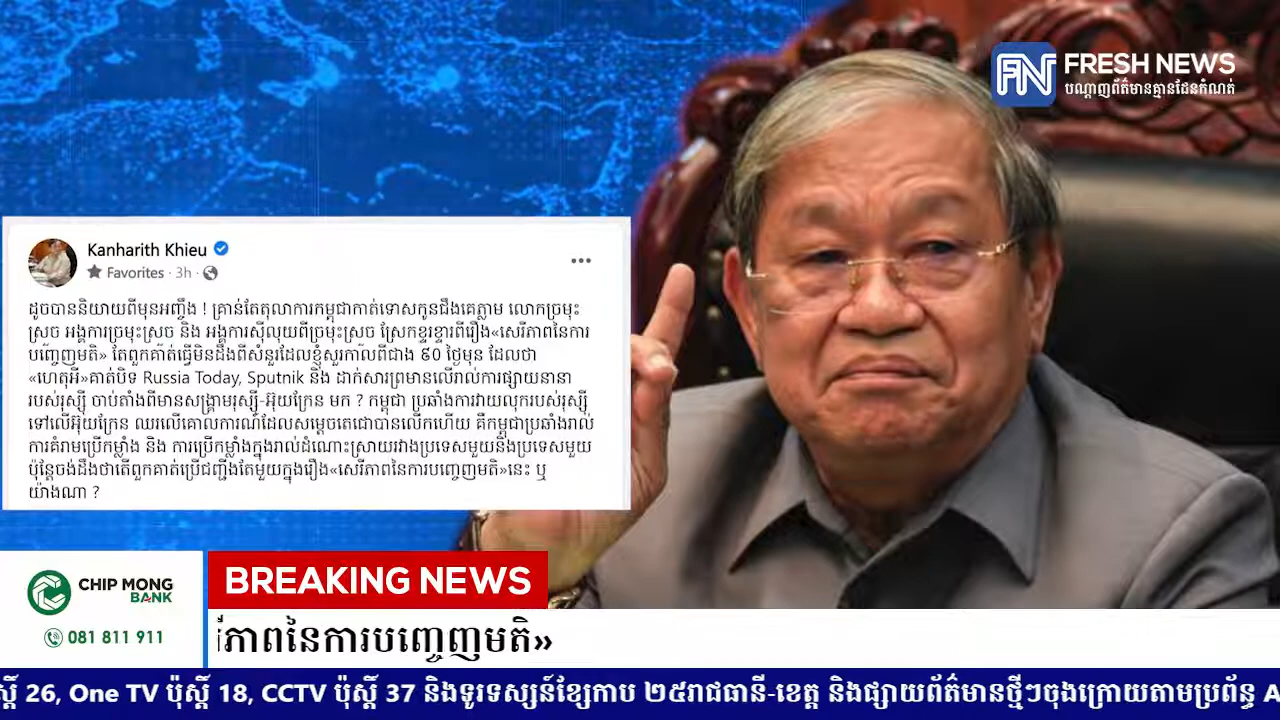 FRESH NEWS
បណ្ដាញព័ត៌មានគ្មានដែនកំណត់
Kanharith Khieu
Favorites · 3h ·
ដូចបាននិយាយពីមុនអញ្ចឹង ! គ្រាន់តែតុលាការកម្ពុជាកាត់ទោសកូនជឹងគេភ្លាម លោកច្រមុះ
ស្រួច អង្គការច្រមុះស្រួច និង អង្គការស៊ីលុយពីច្រមុះស្រួច ស្រែកខ្ទរខ្ទារពីរឿង«សេរីភាពនៃការ
បញ្ចេញមតិ» តែពួកគាត់ធ្វើមិនដឹងពីសំនួរដែលខ្ញុំសួរកាលពីជាង ៩០ ថ្ងៃមុន ដែលថា
«ហេតុអី»គាត់បិទ Russia Today, Sputnik និង ដាក់សារព្រមានលើរាល់ការផ្សាយនានា
របស់រុស្ស៊ី ចាប់តាំងពីមានសង្គ្រាមរុស្ស៊ី-អ៊ុយក្រែន មក ? កម្ពុជា ប្រឆាំងការវាយលុករបស់រុស្ស៊ី
ទៅលើអ៊ុយក្រែន ឈរលើគោលការណ៍ដែលសម្តេចតេជោបានលើកហើយ គឺកម្ពុជាប្រឆាំងរាល់
ការគំរាមប្រើកម្លាំង និង ការប្រើកម្លាំងក្នុងរាល់ដំណោះស្រាយរវាងប្រទេសមួយនិងប្រទេសមួយ
ប៉ុន្តែចង់ដឹងថាតើពួកគាត់ប្រើជញ្ជីងតែមួយក្នុងរឿង«សេរីភាពនៃការបញ្ចេញមតិ»នេះ ឬ
យ៉ាងណា ?
CHIP MONG
BANK
081 811 911
BREAKING NEWS
រីភាពនៃការបញ្ចេញមតិ»
ស្តិ៍ 26, One TV ប៉ុស្តិ៍ 18, CCTV ប៉ុស្តិ៍ 37 និងទូរទស្សន៍ខ្សែកាប ២៥រាជធានី-ខេត្ត និងផ្សាយព័ត៌មានថ្មីៗចុងក្រោយតាមប្រព័ន្ធ A